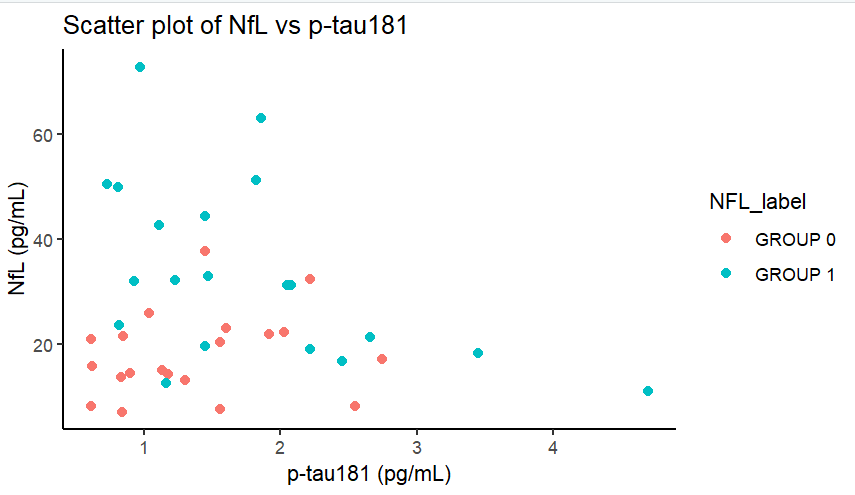 Scatter plot of NfL vs p-tau181
60
40
20
NfL (pg/mL)
1 2 3 4
p-tau181 (pg/mL)
NFL_label
GROUP 0
GROUP 1